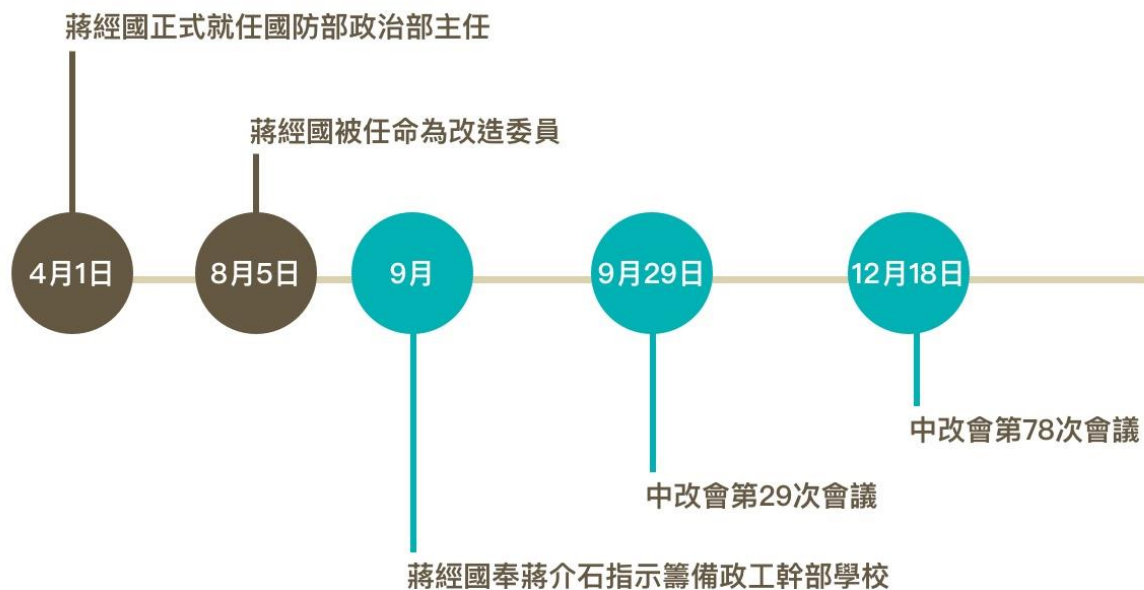 蔣經國正式就任國防部政治部主任
蔣經國被任命為改造委員
4月1日
8月5日
9月
9月29日
12月18日
中改會第78次會議
中改會第29次會議
蔣經國奉蔣介石指示籌備政工幹部學校